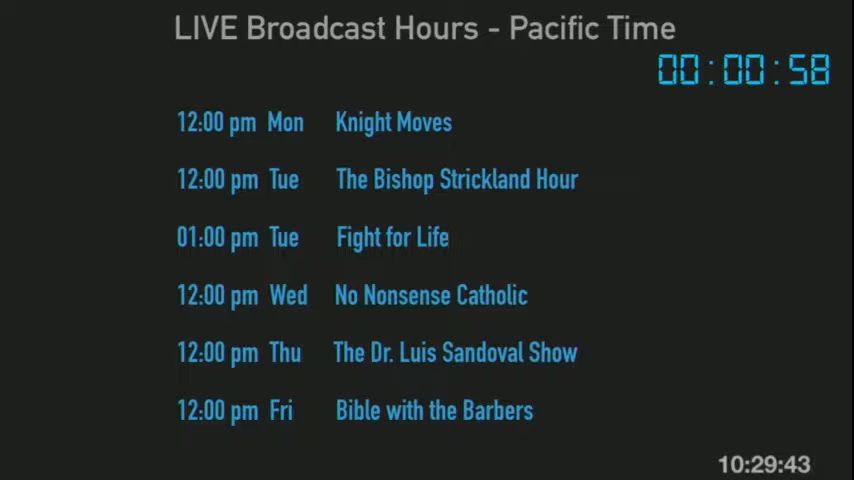 LIVE Broadcast Hours - Pacific Time
00:00:58
12:00 pm Mon Knight Moves
12:00 pm Tue The Bishop Strickland Hour
01:00 pm Tue Fight for Life
12:00 pm Wed No Nonsense Catholic
12:00 pm Thu The Dr. Luis Sandoval Show
12:00 pm Fri Bible with the Barbers
10:29:43